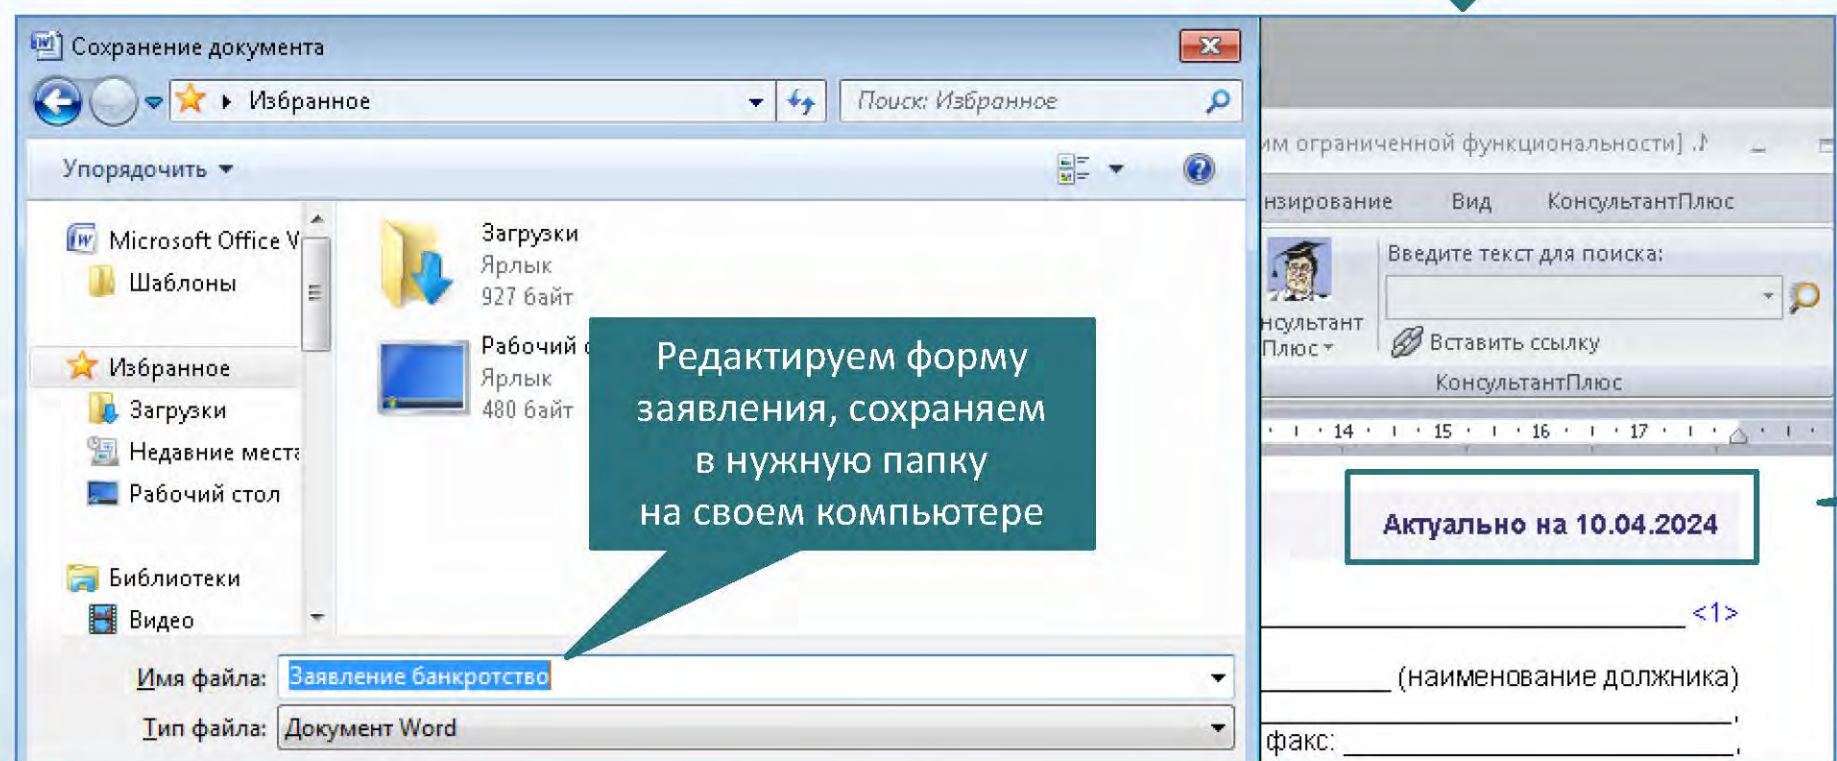 Сохранение документа
Избранное
Поиск: Избранное
Упорядочить
Microsoft Office
Шаблоны
Избранное
Загрузки
Недавние места
Рабочий стол
Библиотеки
Видео
Загрузки
Ярлык
927 байт
Рабочий
Ярлык
480 байт
Редактируем форму
заявления, сохраняем
в нужную папку
на своем компьютере
Имя файла: Заявление банкротство
Тип файла: Документ Word
им ограниченной функциональности]
нзирование Вид КонсультантПлюс
Введите текст для поиска:
нсультант
Плюс
Вставить ссылку
КонсультантПлюс
14 15 16 17
Актуально на 10.04.2024
<1>
(наименование должника)
факс: